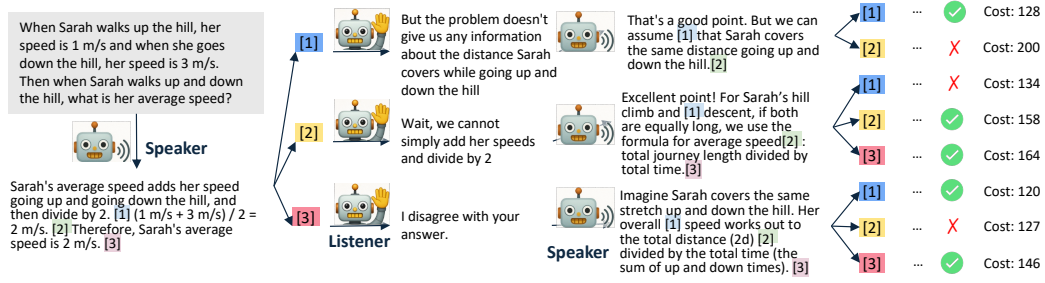 When Sarah walks up the hill, her
speed is 1 m/s and when she goes
down the hill, her speed is 3 m/s.
Then when Sarah walks up and down
the hill, what is her average speed?
Speaker
Sarah's average speed adds her speed
going up and going down the hill, and
then divide by 2. [1] (1 m/s + 3 m/s) / 2 =
2 m/s. [2] Therefore, Sarah's average
speed is 2 m/s. [3]
[1]
But the problem doesn't
give us any information
about the distance Sarah
covers while going up and
down the hill
[2]
Wait, we cannot
simply add her speeds
and divide by 2
[3]
Listener
I disagree with your
answer.
That's a good point. But we can
assume [1] that Sarah covers
the same distance going up and
down the hill.[2]
Excellent point! For Sarah's hill
climb and [1] descent, if both
are equally long, we use the
formula for average speed[2] :
total journey length divided by
total time.[3]
Speaker
Imagine Sarah covers the same
stretch up and down the hill. Her
overall [1] speed works out to
the total distance (2d) [2]
divided by the total time (the
sum of up and down times). [3]
[1] ... Cost: 128
[2] ... Cost: 200
[1] ... Cost: 134
[2] ... Cost: 158
[3] ... Cost: 164
[1] ... Cost: 120
[2] ... Cost: 127
[3] ... Cost: 146